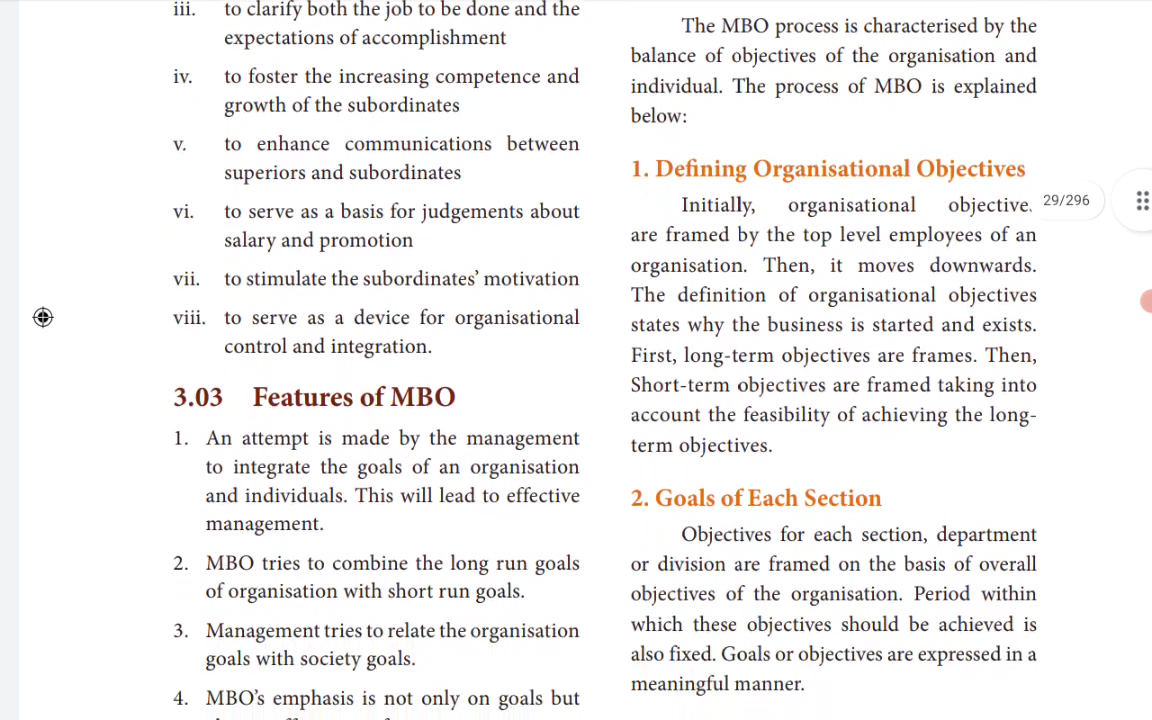 iii. to clarify both the job to be done and the
expectations of accomplishment
iv. to foster the increasing competence and
growth of the subordinates
v. to enhance communications between
superiors and subordinates
vi. to serve as a basis for judgements about
salary and promotion
vii. to stimulate the subordinates’ motivation
viii. to serve as a device for organisational
control and integration.
3.03 Features of MBO
1. An attempt is made by the management
to integrate the goals of an organisation
and individuals. This will lead to effective
management.
2. MBO tries to combine the long run goals
of organisation with short run goals.
3. Management tries to relate the organisation
goals with society goals.
4. MBO’s emphasis is not only on goals but
The MBO process is characterised by the
balance of objectives of the organisation and
individual. The process of MBO is explained
below:
1. Defining Organisational Objectives
Initially, organisational objective
are framed by the top level employees of an
organisation. Then, it moves downwards.
The definition of organisational objectives
states why the business is started and exists.
First, long-term objectives are frames. Then,
Short-term objectives are framed taking into
account the feasibility of achieving the long-
term objectives.
2. Goals of Each Section
Objectives for each section, department
or division are framed on the basis of overall
objectives of the organisation. Period within
which these objectives should be achieved is
also fixed. Goals or objectives are expressed in a
meaningful manner.
29/296